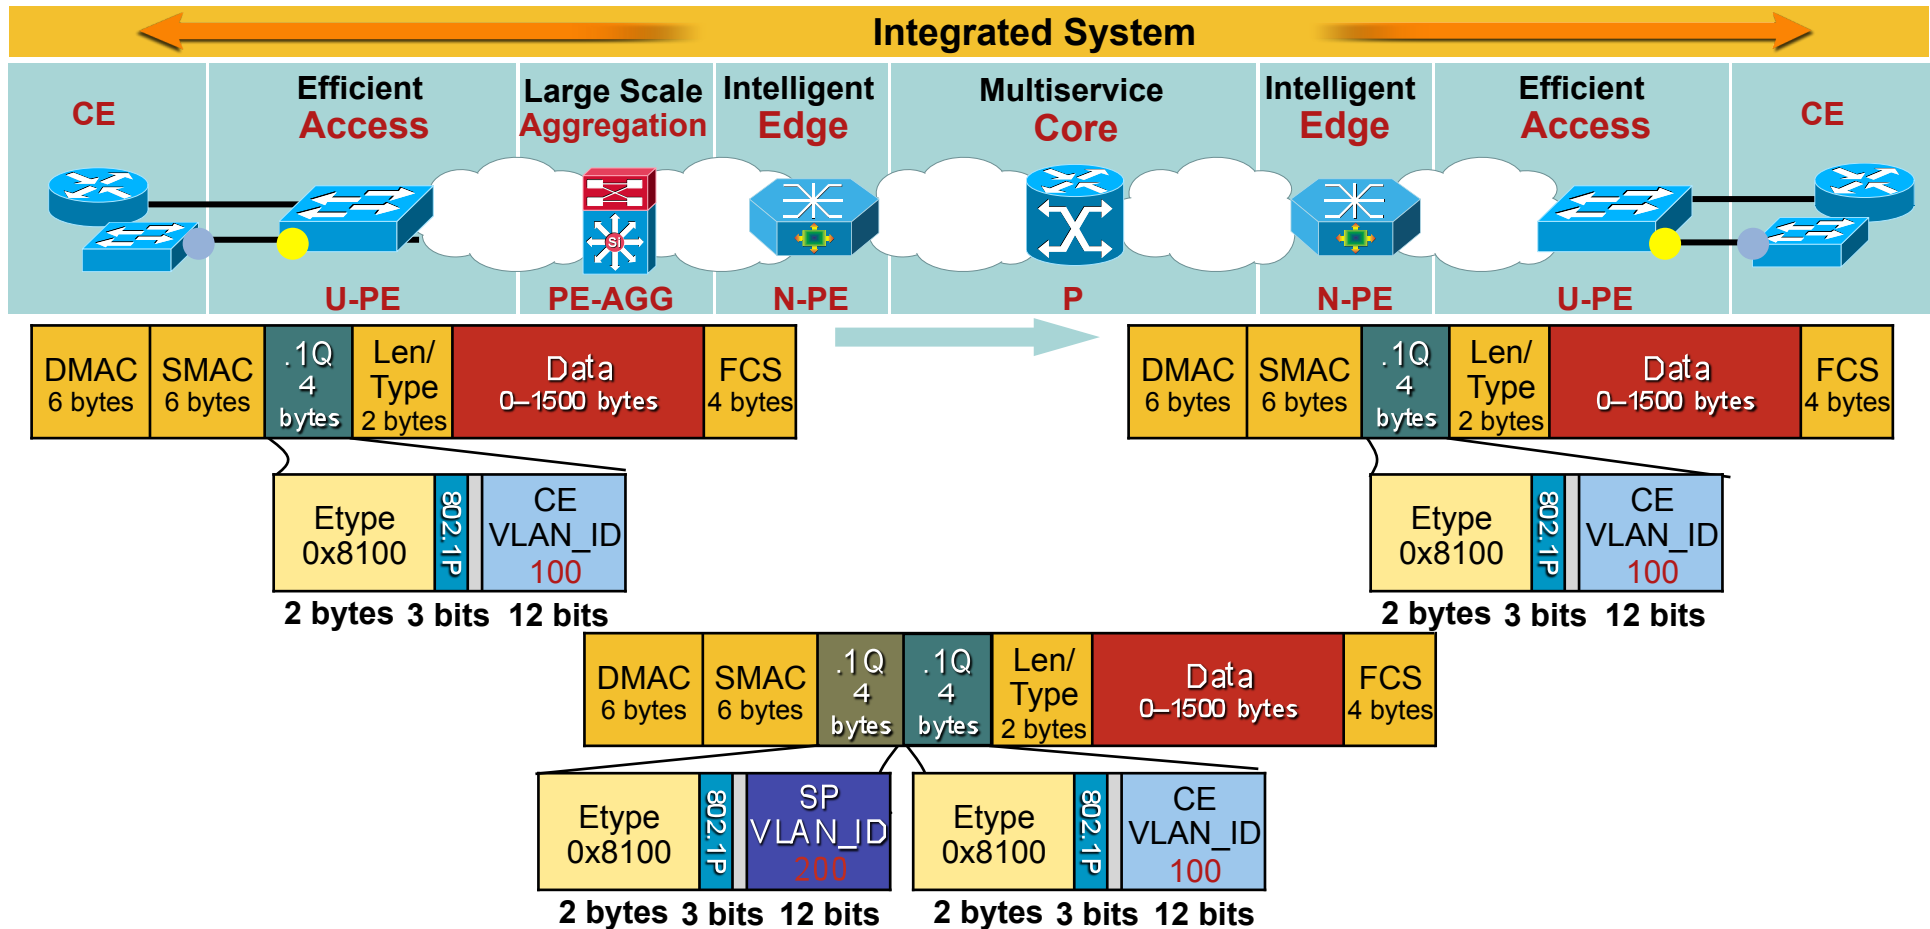 Integrated System
CE
Efficient
Access
Large Scale
Aggregation
Intelligent
Edge
Multiservice
Core
Intelligent
Edge
Efficient
Access
CE
Si
U-PE
PE-AGG
N-PE
P
N-PE
U-PE
DMAC
6 bytes
SMAC
6 bytes
.1Q
4
bytes
Len/
Type
2 bytes
Data
0–1500 bytes
FCS
4 bytes
DMAC
6 bytes
SMAC
6 bytes
.1Q
4
bytes
Len/
Type
2 bytes
Data
0–1500 bytes
FCS
4 bytes
Etype
0x8100
802.1P
CE
VLAN_ID
100
2 bytes 3 bits 12 bits
Etype
0x8100
802.1P
CE
VLAN_ID
100
2 bytes 3 bits 12 bits
DMAC
6 bytes
SMAC
6 bytes
.1Q
4
bytes
.1Q
4
bytes
Len/
Type
2 bytes
Data
0–1500 bytes
FCS
4 bytes
Etype
0x8100
802.1P
SP
VLAN_ID
200
Etype
0x8100
802.1P
CE
VLAN_ID
100
2 bytes 3 bits 12 bits
2 bytes 3 bits 12 bits